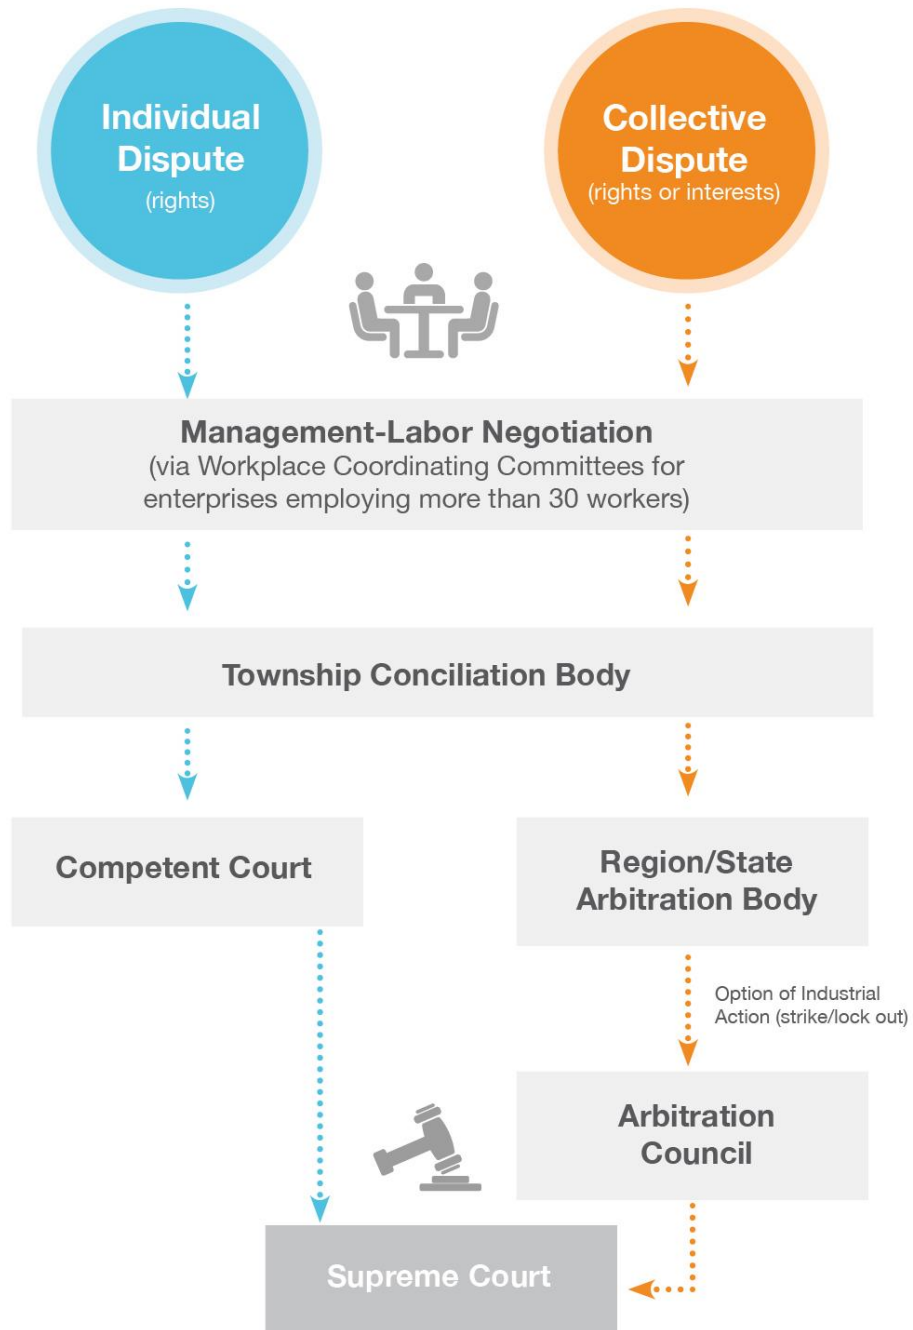 Individual
Dispute
(rights)
Collective
Dispute
(rights or interests)
Management-Labor Negotiation
(via Workplace Coordinating Committees for
enterprises employing more than 30 workers)
Township Conciliation Body
Competent Court
Region/State
Arbitration Body
Option of Industrial
Action (strike/lock out)
Arbitration
Council
Supreme Court